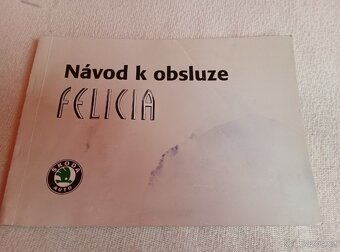 Návod k obsluze
FELICIA
ŠKODA
AUTO